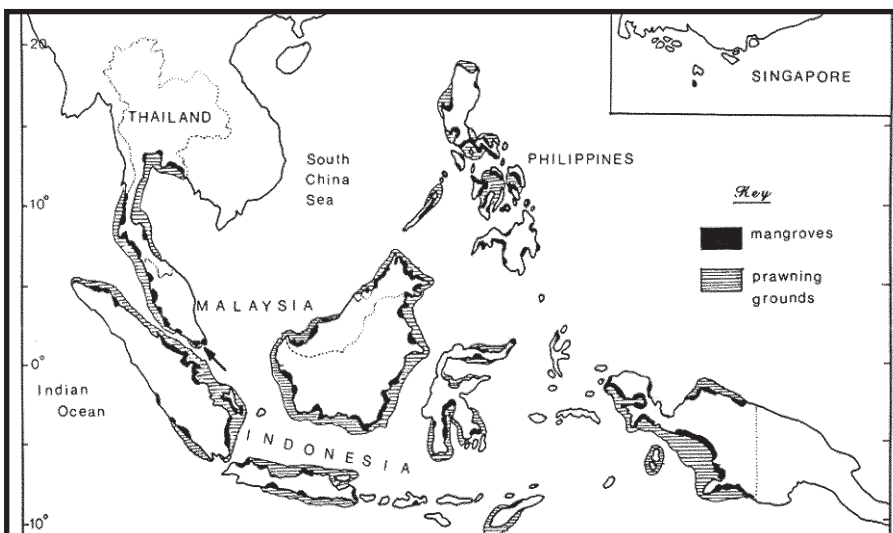 20°
SINGAPORE
THAILAND
South
China
Sea
PHILIPPINES
10°
Key
mangroves
prawning
grounds
MALAYSIA
0°
Indian
Ocean
INDONESIA
-10°